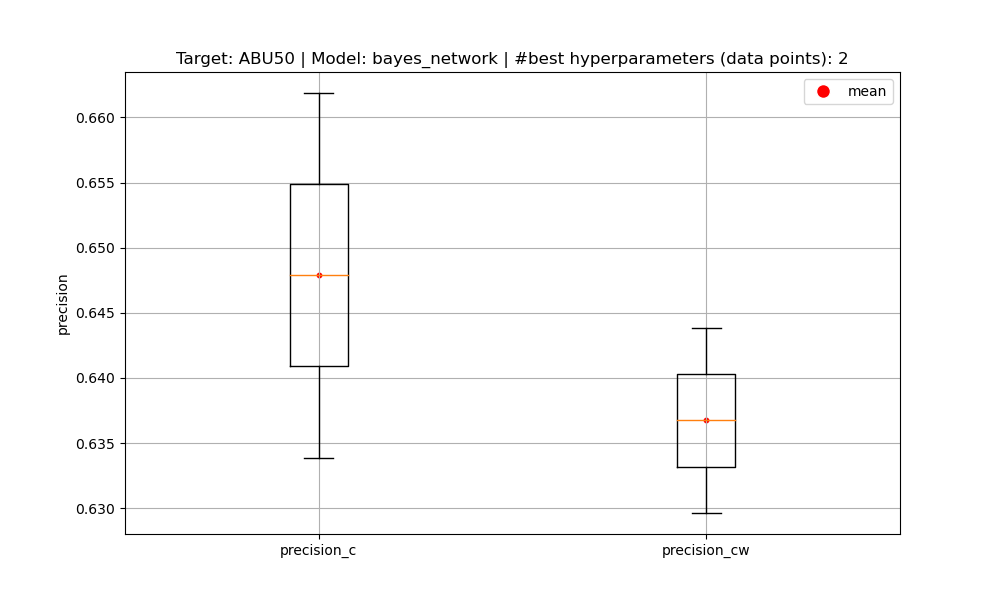 Target: ABU50 | Model: bayes_network | #best hyperparameters (data points): 2
mean
0.660
0.655
0.650
0.645
0.640
0.635
0.630
precision
precision_c
precision_cw